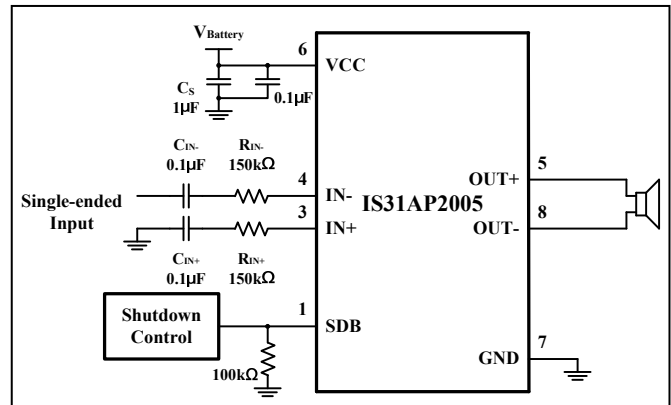 VBattery
6
VCC
CS
1µF
0.1µF
CIN-
0.1µF
RIN-
150kΩ
4
IN-
Single-ended
Input
3
IN+
CIN+
0.1µF
RIN+
150kΩ
IS31AP2005
5
OUT+
8
OUT-
Shutdown
Control
1
SDB
100kΩ
7
GND